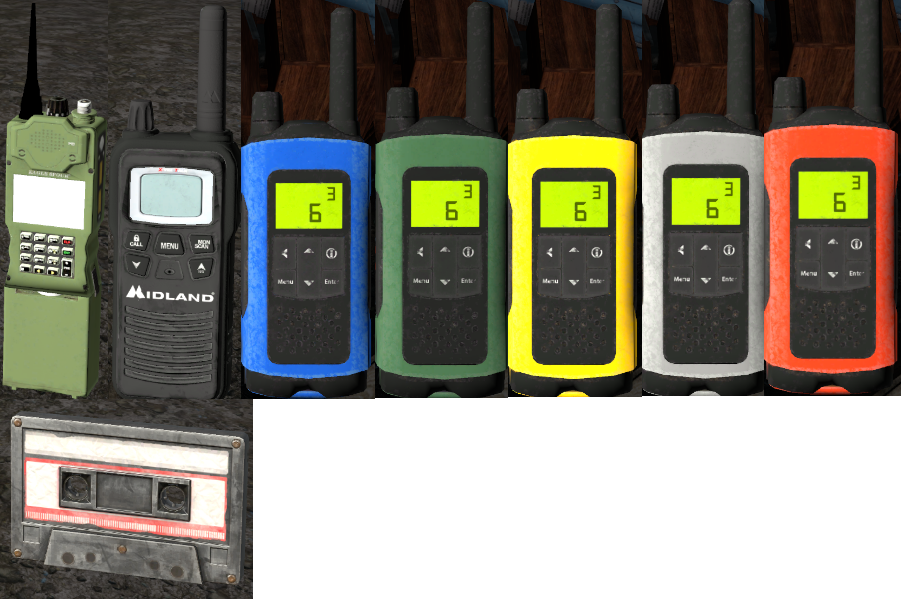 CALL
MENU
MON
SCAN
MIDLAND
3
6
Menu
Enter
3
6
Menu
Enter
3
6
Menu
Enter
3
6
Menu
Enter
3
6
Menu
Enter